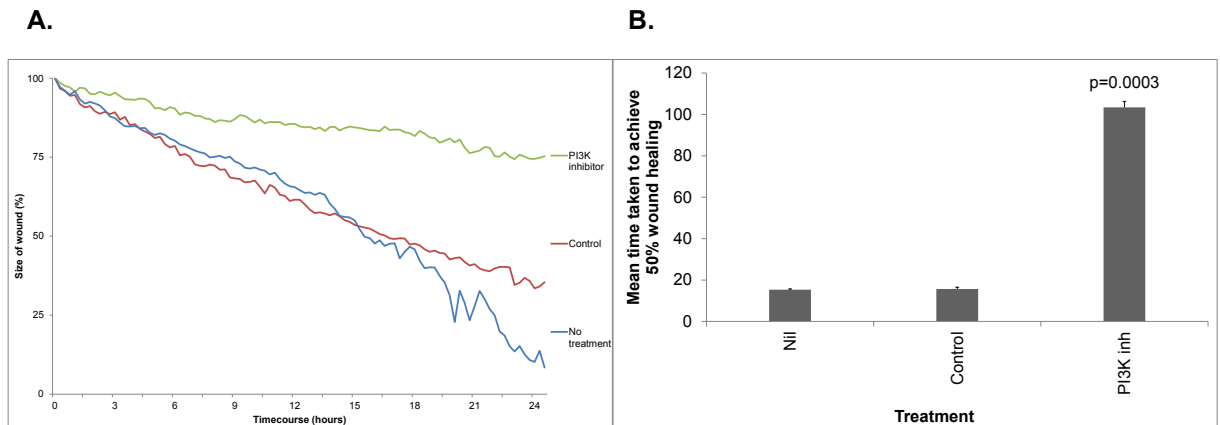 A.
B.
Size of wound (%)
100
75
50
25
0
0 3 6 9 12 15 18 21 24
Timecourse (hours)
PI3K
inhibitor
Control
No
treatment
Mean time taken to achieve
50% wound healing
120
100
80
60
40
20
0
p=0.0003
Nil
Control
PI3K inh
Treatment